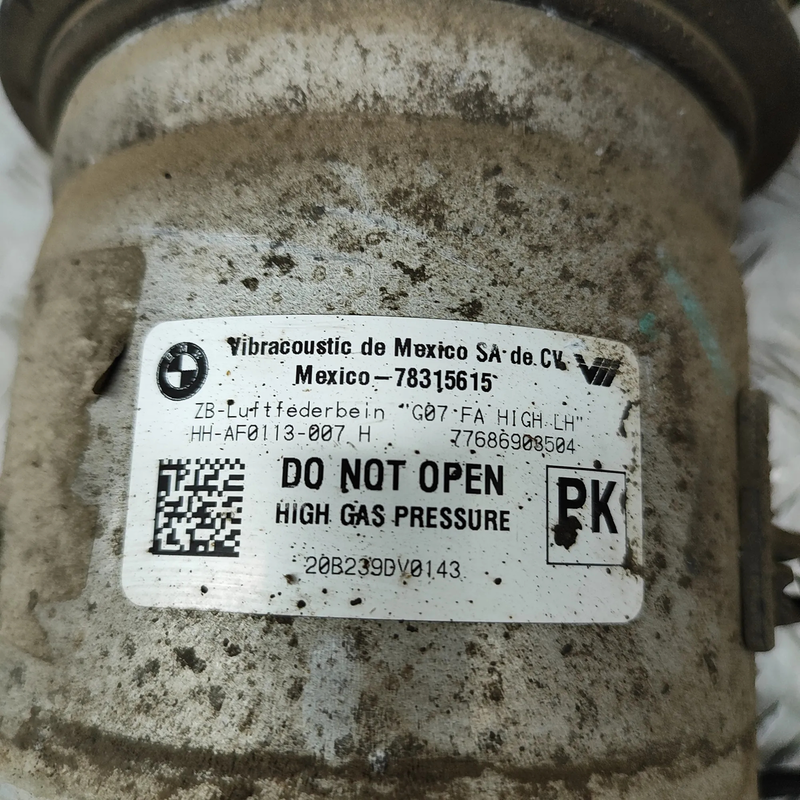 Vibracoustic de Mexico SA de CV
Mexico-78315615
ZB-Luftfederbein "G07 FA HIGH LH"
HH-AF0113-007 H 77686903504
DO NOT OPEN
HIGH GAS PRESSURE
PK
20B239DV0143